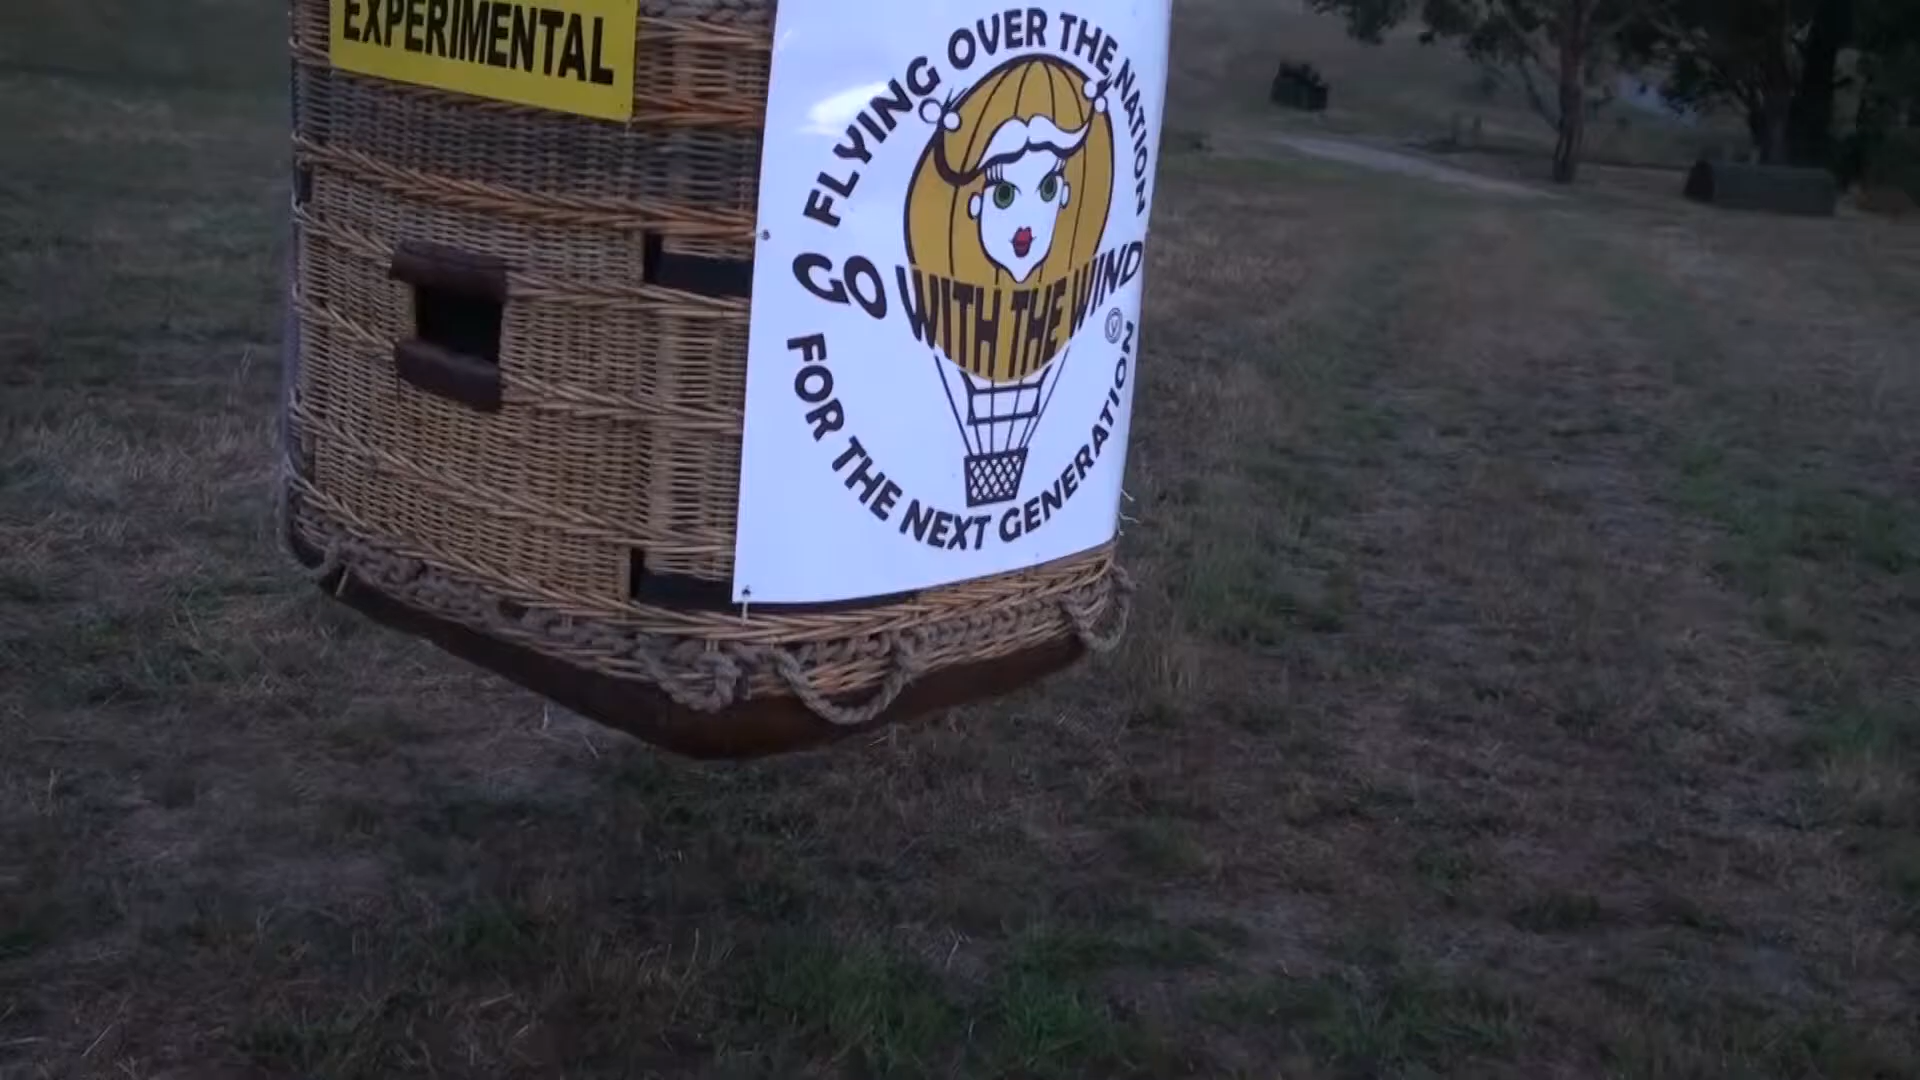 EXPERIMENTAL
FLYING OVER THE NATION
GO WITH THE WIND
FOR THE NEXT GENERATION